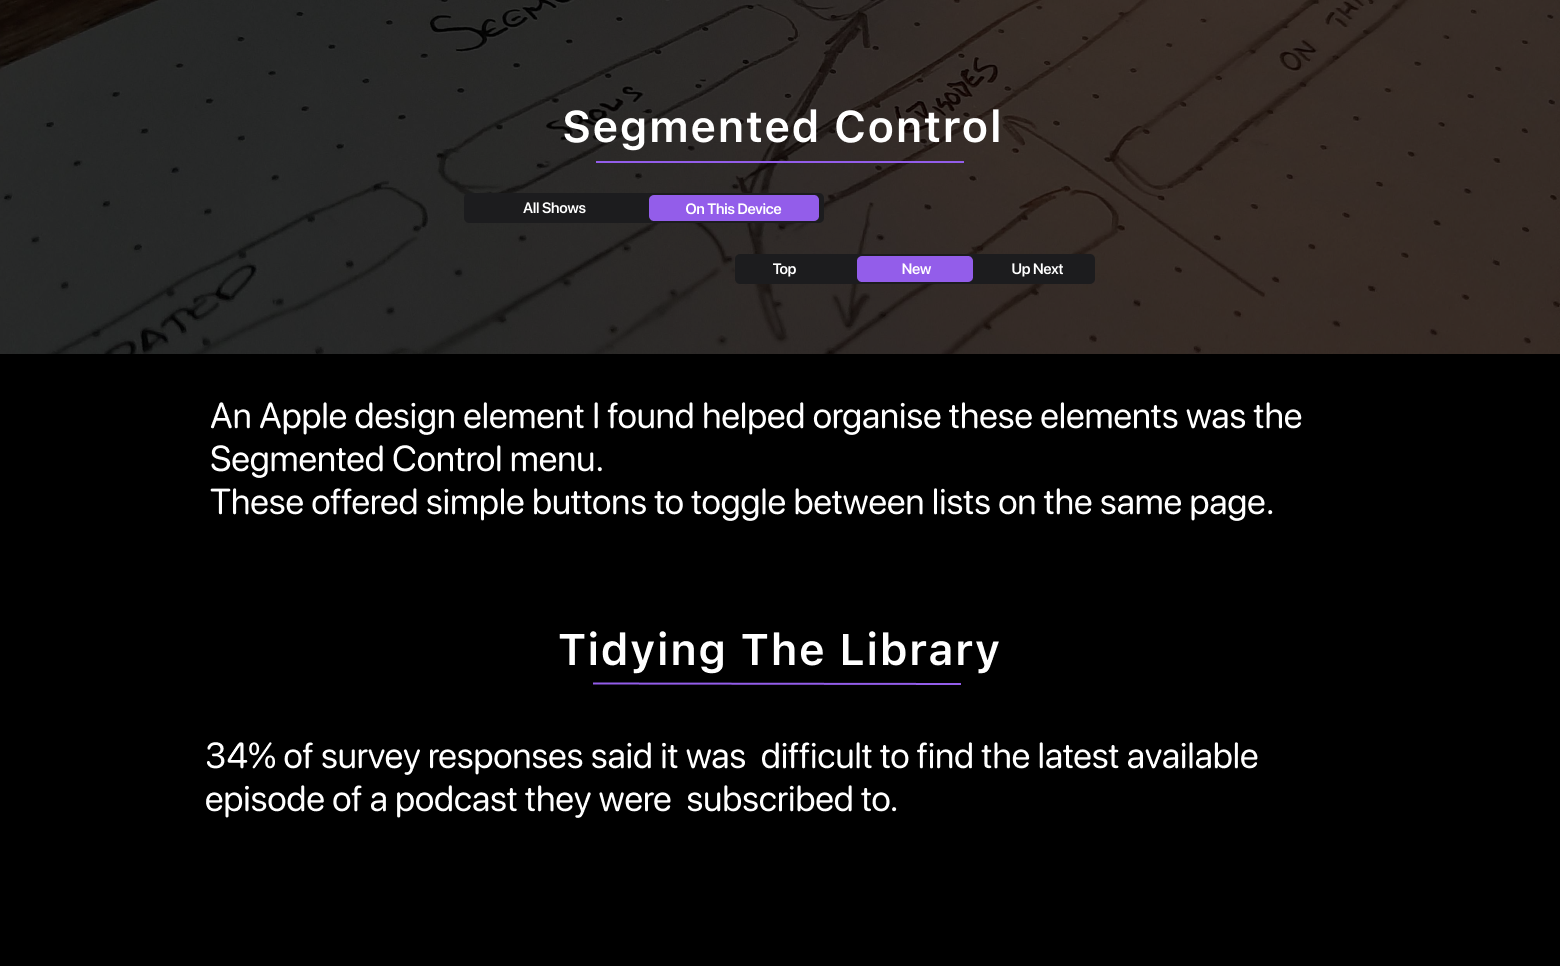 Segmented Control
All Shows
On This Device
Top
New
Up Next
An Apple design element I found helped organise these elements was the
Segmented Control menu.
These offered simple buttons to toggle between lists on the same page.
Tidying The Library
34% of survey responses said it was  difficult to find the latest available
episode of a podcast they were  subscribed to.